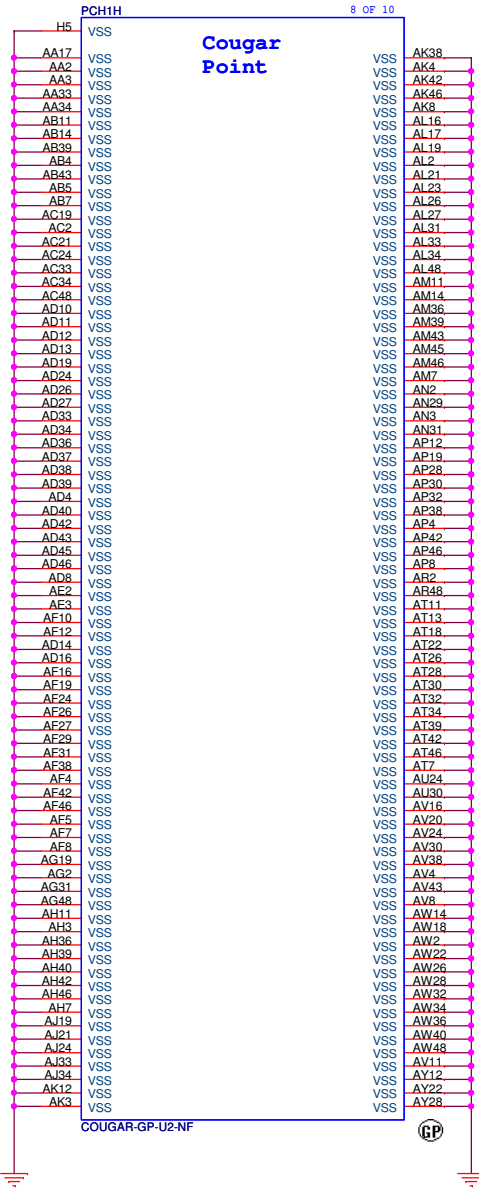 PCH1H 8 OF 10
Cougar
Point
H5 VSS
AA17 VSS VSS AK38
AA2 VSS VSS AK4
AA3 VSS VSS AK42
AA33 VSS VSS AK46
AA34 VSS VSS AK8
AB11 VSS VSS AL16
AB14 VSS VSS AL17
AB39 VSS VSS AL19
AB4 VSS VSS AL2
AB43 VSS VSS AL21
AB5 VSS VSS AL23
AB7 VSS VSS AL26
AC19 VSS VSS AL27
AC2 VSS VSS AL31
AC21 VSS VSS AL33
AC24 VSS VSS AL34
AC33 VSS VSS AL48
AC34 VSS VSS AM11
AC48 VSS VSS AM14
AD10 VSS VSS AM36
AD11 VSS VSS AM39
AD12 VSS VSS AM43
AD13 VSS VSS AM45
AD19 VSS VSS AM46
AD24 VSS VSS AM7
AD26 VSS VSS AN2
AD27 VSS VSS AN29
AD33 VSS VSS AN3
AD34 VSS VSS AN31
AD36 VSS VSS AP12
AD37 VSS VSS AP19
AD38 VSS VSS AP28
AD39 VSS VSS AP30
AD4 VSS VSS AP32
AD40 VSS VSS AP38
AD42 VSS VSS AP4
AD43 VSS VSS AP42
AD45 VSS VSS AP46
AD46 VSS VSS AP8
AD8 VSS VSS AR2
AE2 VSS VSS AR48
AE3 VSS VSS AT11
AF10 VSS VSS AT13
AF12 VSS VSS AT18
AD14 VSS VSS AT22
AD16 VSS VSS AT26
AF16 VSS VSS AT28
AF19 VSS VSS AT30
AF24 VSS VSS AT32
AF26 VSS VSS AT34
AF27 VSS VSS AT39
AF29 VSS VSS AT42
AF31 VSS VSS AT46
AF38 VSS VSS AT7
AF4 VSS VSS AU24
AF42 VSS VSS AU30
AF46 VSS VSS AV16
AF5 VSS VSS AV20
AF7 VSS VSS AV24
AF8 VSS VSS AV30
AG19 VSS VSS AV38
AG2 VSS VSS AV4
AG31 VSS VSS AV43
AG48 VSS VSS AV8
AH11 VSS VSS AW14
AH3 VSS VSS AW18
AH36 VSS VSS AW2
AH39 VSS VSS AW22
AH40 VSS VSS AW26
AH42 VSS VSS AW28
AH46 VSS VSS AW32
AH7 VSS VSS AW34
AJ19 VSS VSS AW36
AJ21 VSS VSS AW40
AJ24 VSS VSS AW48
AJ33 VSS VSS AV11
AJ34 VSS VSS AY12
AK12 VSS VSS AY22
AK3 VSS VSS AY28
COUGAR-GP-U2-NF GP